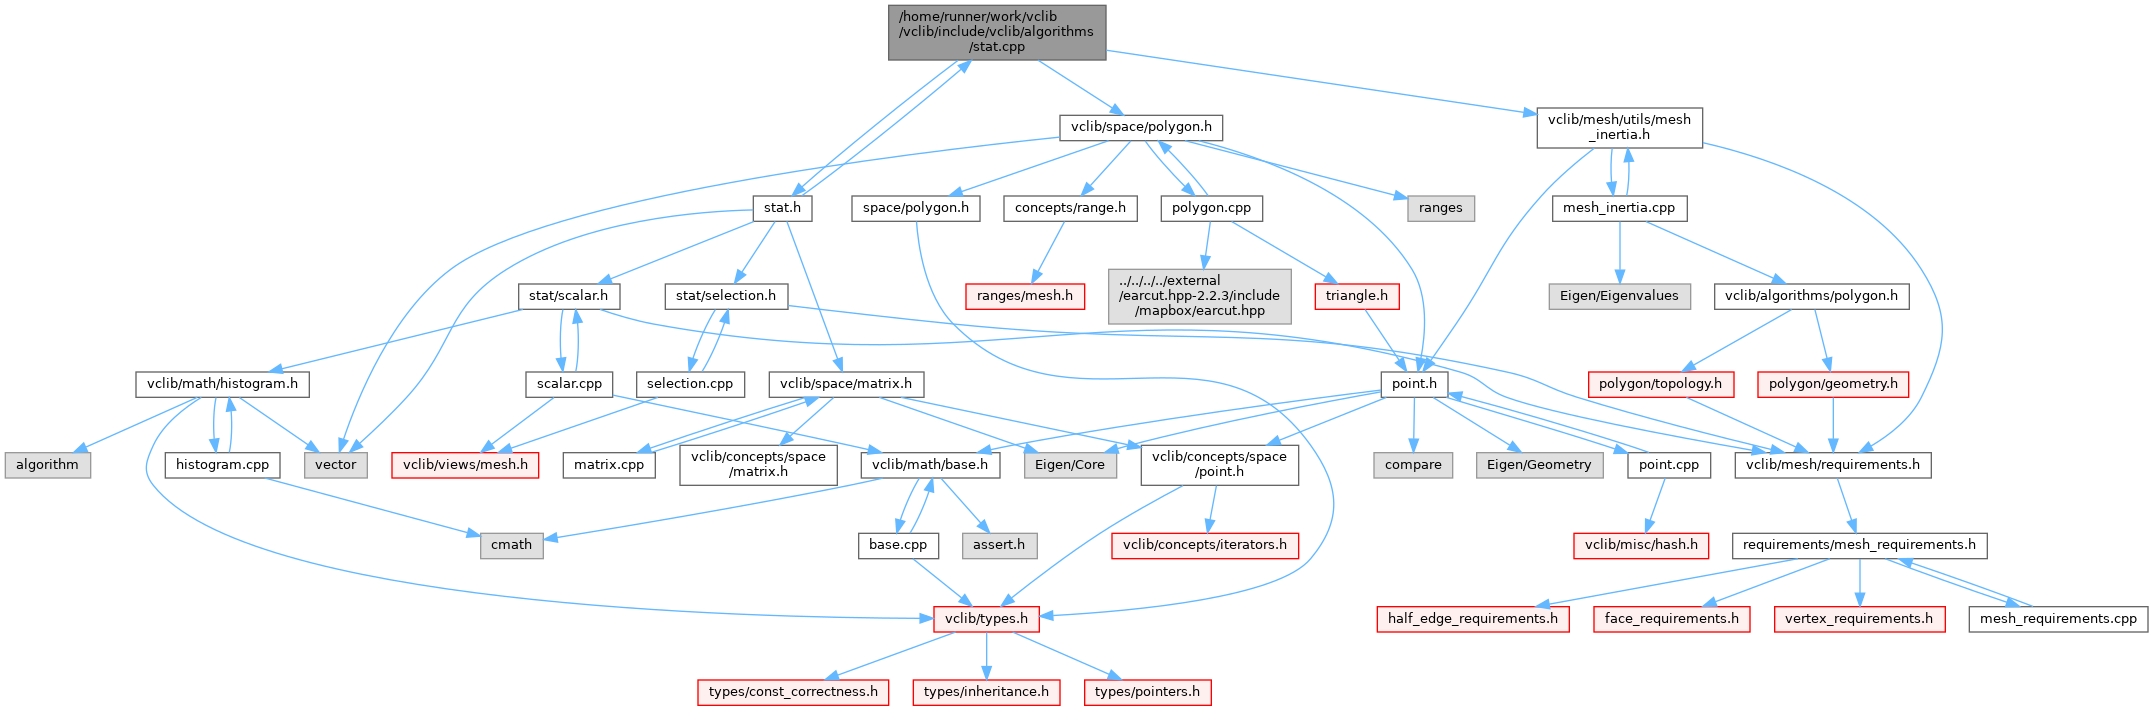 /home/runner/work/vclib
/vclib/include/vclib/algorithms
/stat.cpp
vclib/space/polygon.h
vclib/mesh/utils/mesh
_inertia.h
stat.h
space/polygon.h
concepts/range.h
polygon.cpp
ranges
mesh_inertia.cpp
stat/scalar.h
stat/selection.h
ranges/mesh.h
../../../../external
/earcut.hpp-2.2.3/include
/mapbox/earcut.hpp
triangle.h
Eigen/Eigenvalues
vclib/algorithms/polygon.h
vclib/math/histogram.h
scalar.cpp
selection.cpp
vclib/space/matrix.h
point.h
polygon/topology.h
polygon/geometry.h
algorithm
histogram.cpp
vector
vclib/views/mesh.h
matrix.cpp
vclib/concepts/space
/matrix.h
vclib/math/base.h
Eigen/Core
vclib/concepts/space
/point.h
compare
Eigen/Geometry
point.cpp
vclib/mesh/requirements.h
cmath
base.cpp
assert.h
vclib/concepts/iterators.h
vclib/misc/hash.h
requirements/mesh_requirements.h
vclib/types.h
half_edge_requirements.h
face_requirements.h
vertex_requirements.h
mesh_requirements.cpp
types/const_correctness.h
types/inheritance.h
types/pointers.h